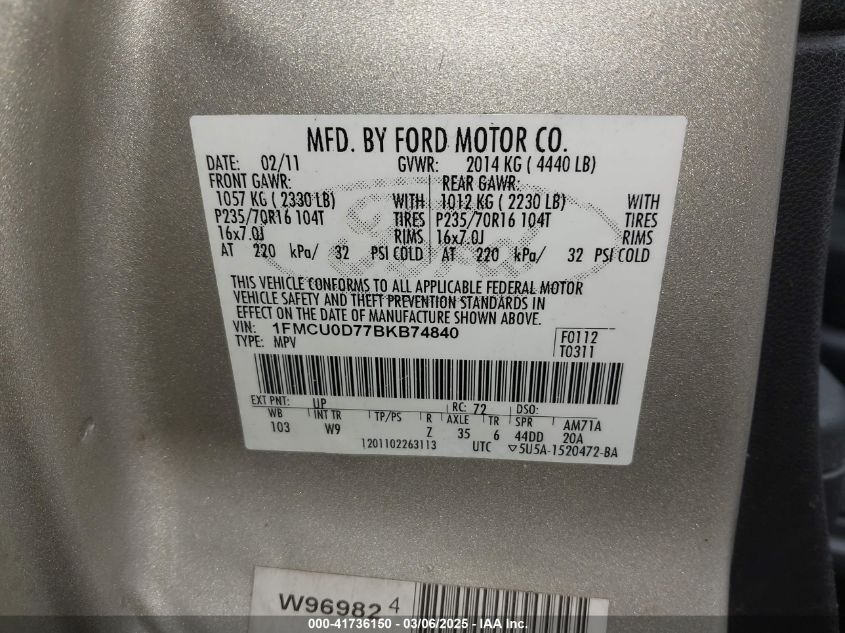 MFD. BY FORD MOTOR CO.
DATE: 02/11 GVWR: 2014 KG ( 4440 LB)
FRONT GAWR: REAR GAWR:
1057 KG ( 2330 LB) WITH 1012 KG ( 2230 LB) WITH
P235/70R16 104T TIRES P235/70R16 104T TIRES
16x7.0J RIMS 16x7.0J RIMS
AT 220 kPa/ 32 PSI COLD AT 220 kPa/ 32 PSI COLD
Ford
THIS VEHICLE CONFORMS TO ALL APPLICABLE FEDERAL MOTOR
VEHICLE SAFETY AND THEFT PREVENTION STANDARDS IN
EFFECT ON THE DATE OF MANUFACTURE SHOWN ABOVE.
VIN: 1FMCU0D77BKB74840
TYPE: MPV
F0112
T0311
EXT PNT: UP RC: 72 DSO:
WB INT TR TP/PS R AXLE TR SPR AM71A
103 W9 Z 35 6 44DD 20A
1201102263113 UTC ▽5U5A-1520472-BA
W96982 4
000-41736150 — 03/06/2025 — IAA Inc.